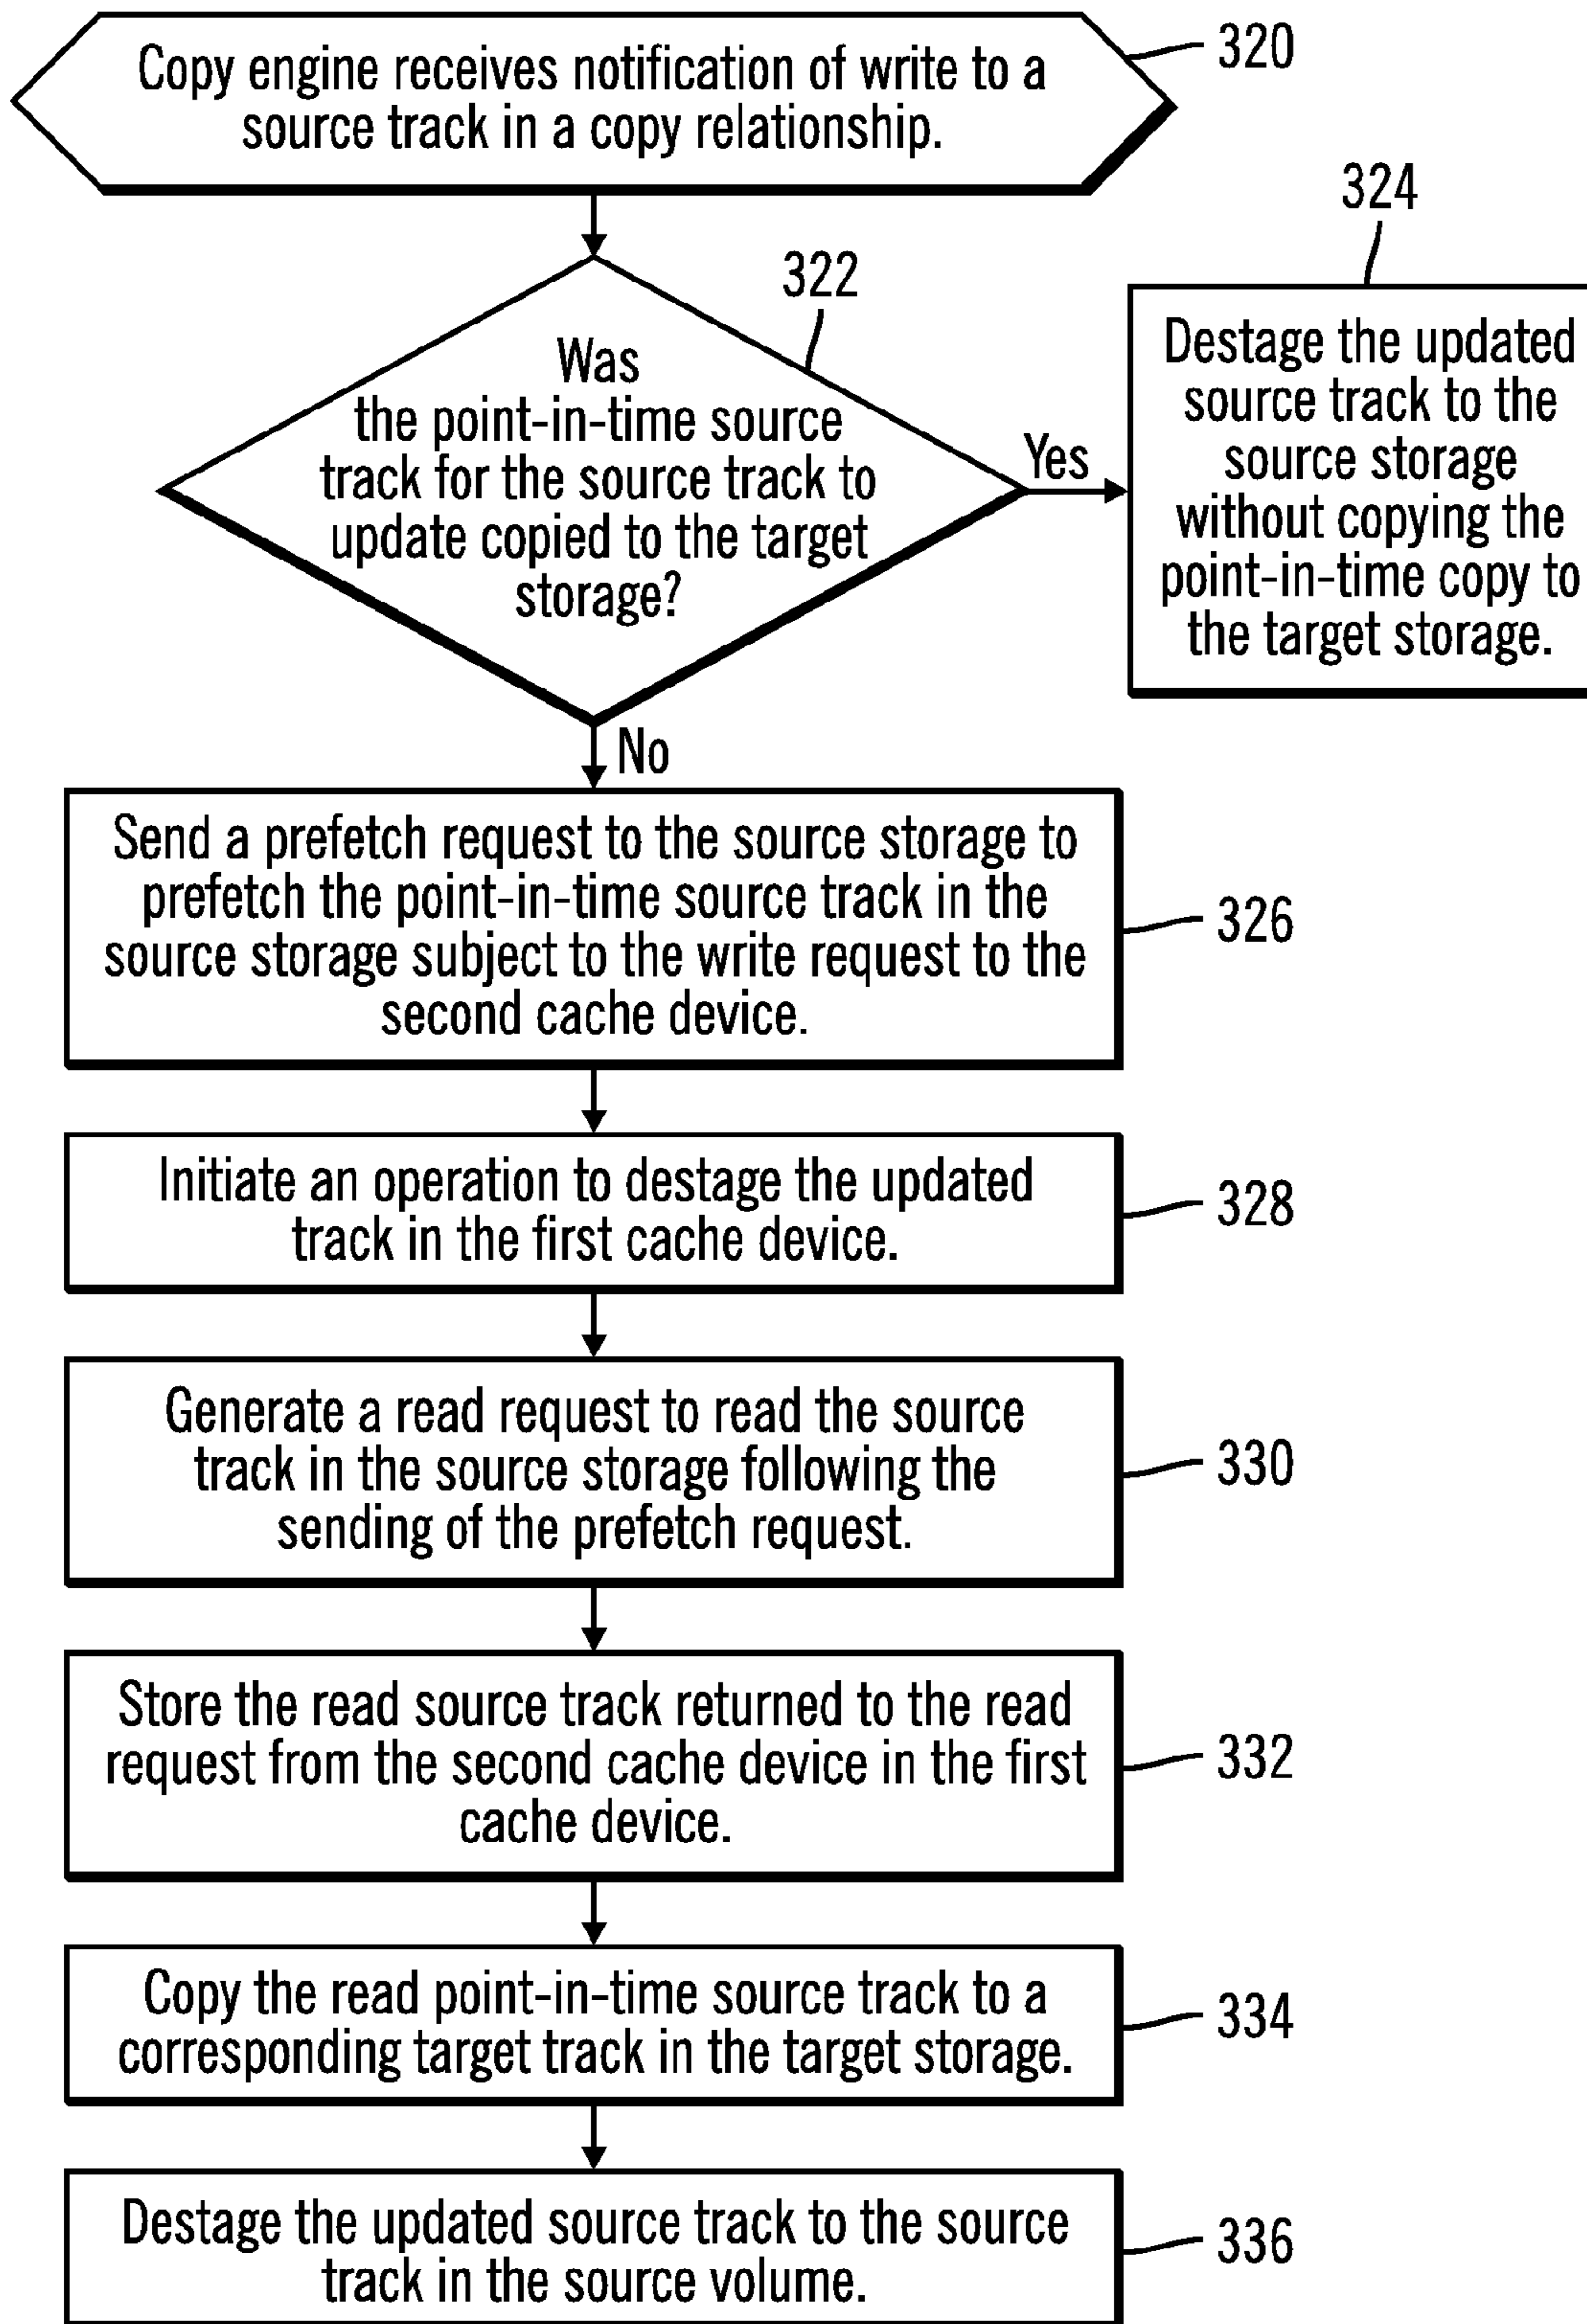 Copy engine receives notification of write to a
source track in a copy relationship.
320
322
Was
the point-in-time source
track for the source track to
update copied to the target
storage?
Yes
324
Destage the updated
source track to the
source storage
without copying the
point-in-time copy to
the target storage.
No
Send a prefetch request to the source storage to
prefetch the point-in-time source track in the
source storage subject to the write request to the
second cache device.
326
Initiate an operation to destage the updated
track in the first cache device.
328
Generate a read request to read the source
track in the source storage following the
sending of the prefetch request.
330
Store the read source track returned to the read
request from the second cache device in the first
cache device.
332
Copy the read point-in-time source track to a
corresponding target track in the target storage.
334
Destage the updated source track to the source
track in the source volume.
336